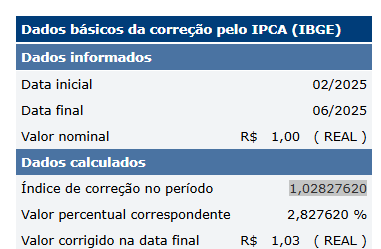 Dados básicos da correção pelo IPCA (IBGE)
Dados informados
Data inicial 02/2025
Data final 06/2025
Valor nominal R$ 1,00 ( REAL )
Dados calculados
Índice de correção no período 1,02827620
Valor percentual correspondente 2,827620 %
Valor corrigido na data final R$ 1,03 ( REAL )